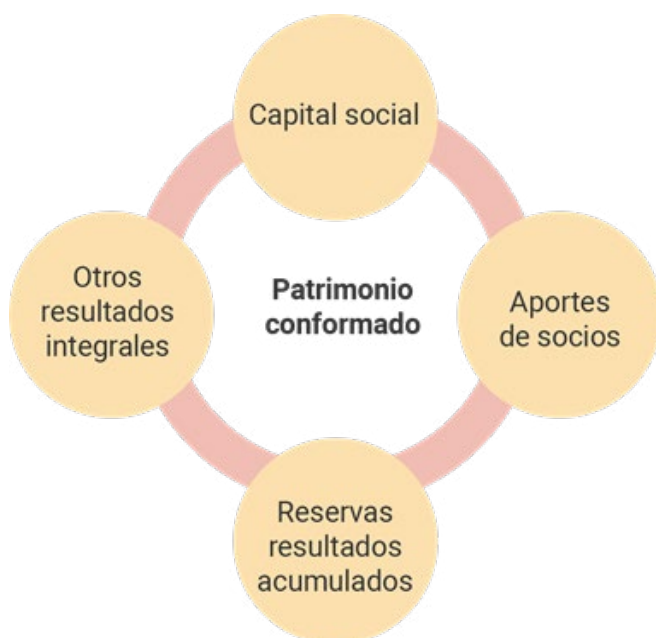 Capital social
Otros
resultados
integrales
Patrimonio
conformado
Aportes
de socios
Reservas
resultados
acumulados